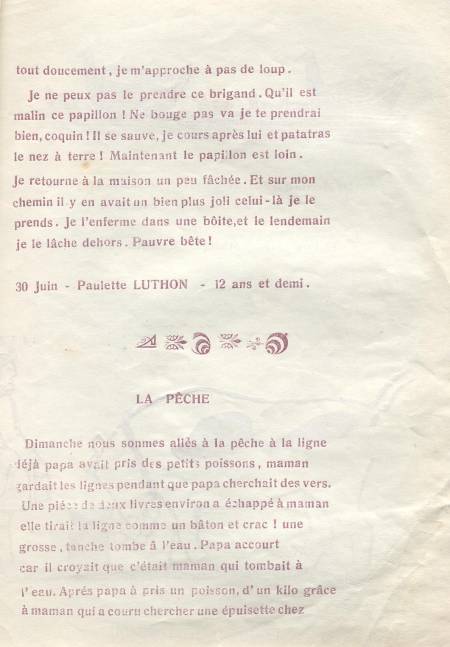 tout doucement, je m'approche à pas de loup.
Je ne peux pas le prendre ce brigand. Qu'il est
malin ce papillon ! Ne bouge pas va je te prendrai
bien, coquin ! Il se sauve, je cours après lui et patatras
le nez à terre ! Maintenant le papillon est loin.
Je retourne à la maison un peu fâchée. Et sur mon
chemin il y en avait un bien plus joli celui-là je le
prends. Je l'enferme dans une bôite, et le lendemain
je le lâche dehors. Pauvre bête !
30 Juin - Paulette LUTHON - 12 ans et demi.
LA PÊCHE
Dimanche nous sonmes allés à la pêche à la ligne
déjà papa avait pris des petits poissons, maman
gardait les lignes pendant que papa cherchait des vers.
Une pièce de deux livres environ a échappé à maman
elle tirait la ligne comme un bâton et crac ! une
grosse, tanche tombe â l'eau. Papa accourt
car il croyait que c'était maman qui tombait à
l'eau. Aprés papa à pris un poisson, d'un kilo grâce
à maman qui a couru chercher une épuisette chez